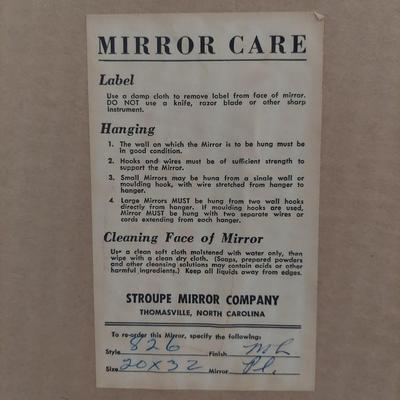 MIRROR CARE
Label
Use a damp cloth to remove label from face of mirror.
DO NOT use a knife, razor blade or other sharp
instrument.
Hanging
1. The wall on which the Mirror is to be hung must be
in good condition.
2. Hooks and wires must be of sufficient strength to
support the Mirror.
3. Small Mirrors may be hung from a single wall or
moulding hook, with wire stretched from hanger to
hanger.
4. Large Mirrors MUST be hung from two wall hooks
directly from hanger. If moulding hooks are used,
Mirror MUST be hung with two separate wires or
cords extending from each hanger.
Cleaning Face of Mirror
Use a clean soft cloth moistened with water only, then
wipe with a clean dry cloth. (Soaps, prepared powders
and other cleansing solutions may contain acids or other
harmful ingredients.) Keep all liquids away from edges.
STROUPE MIRROR COMPANY
THOMASVILLE, NORTH CAROLINA
To re-order this Mirror, specify the following:
Style 826 Finish
Size 20X32 Mirror Pl.